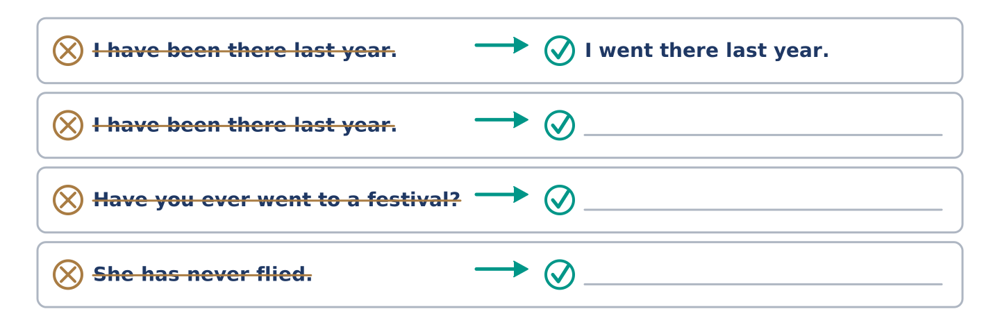 I have been there last year.
I went there last year.
I have been there last year.
Have you ever went to a festival?
She has never flied.